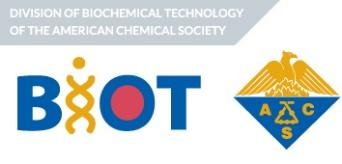 DIVISION OF BIOCHEMICAL TECHNOLOGY
OF THE AMERICAN CHEMICAL SOCIETY
BIOT
A C
S